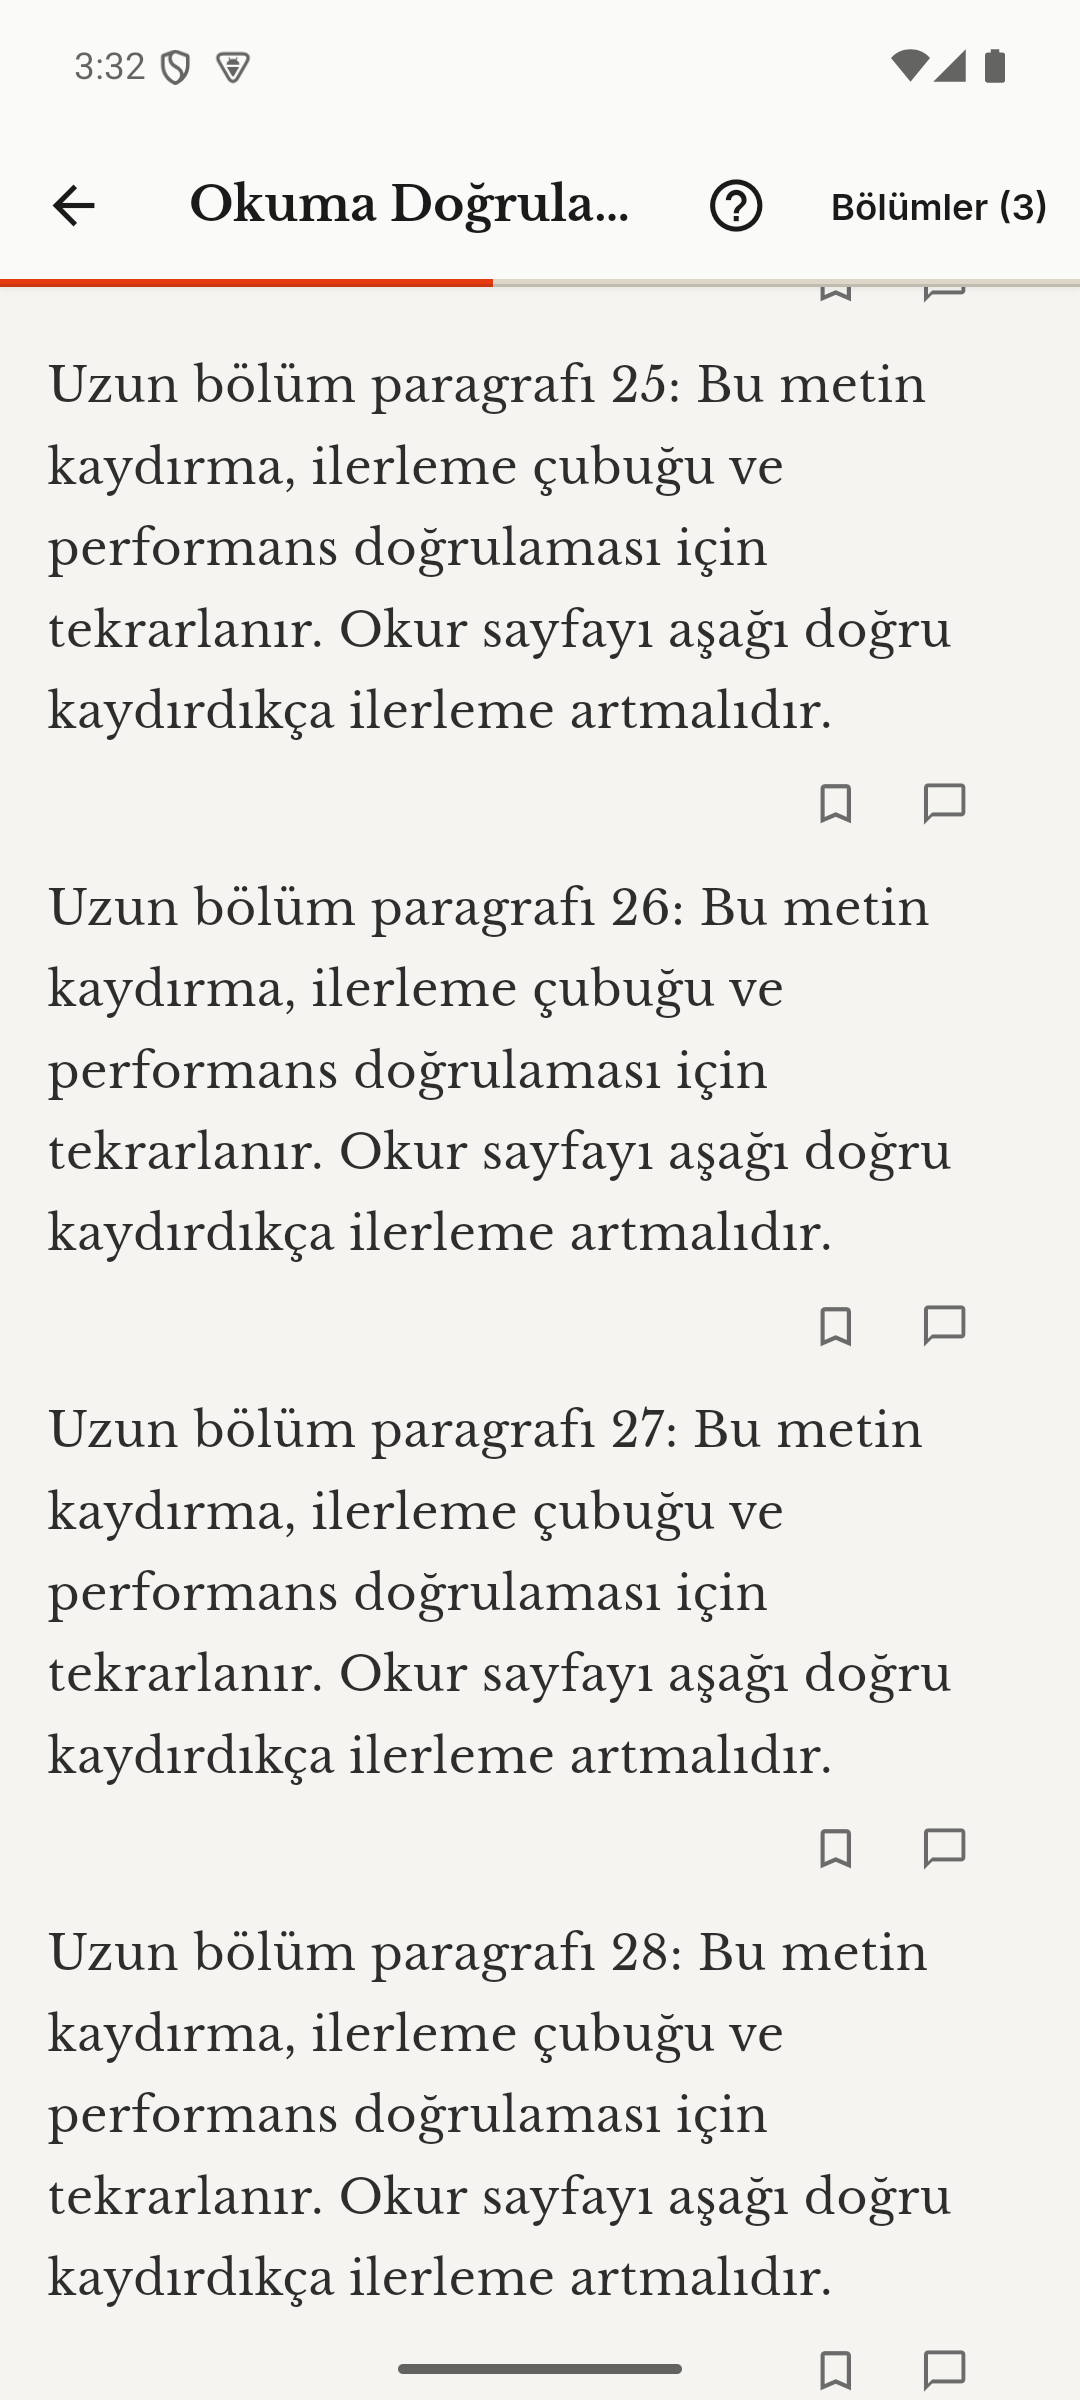 3:32
Okuma Doğrula...
Bölümler (3)
Uzun bölüm paragrafı 25: Bu metin
kaydırma, ilerleme çubuğu ve
performans doğrulaması için
tekrarlanır. Okur sayfayı aşağı doğru
kaydırdıkça ilerleme artmalıdır.
Uzun bölüm paragrafı 26: Bu metin
kaydırma, ilerleme çubuğu ve
performans doğrulaması için
tekrarlanır. Okur sayfayı aşağı doğru
kaydırdıkça ilerleme artmalıdır.
Uzun bölüm paragrafı 27: Bu metin
kaydırma, ilerleme çubuğu ve
performans doğrulaması için
tekrarlanır. Okur sayfayı aşağı doğru
kaydırdıkça ilerleme artmalıdır.
Uzun bölüm paragrafı 28: Bu metin
kaydırma, ilerleme çubuğu ve
performans doğrulaması için
tekrarlanır. Okur sayfayı aşağı doğru
kaydırdıkça ilerleme artmalıdır.